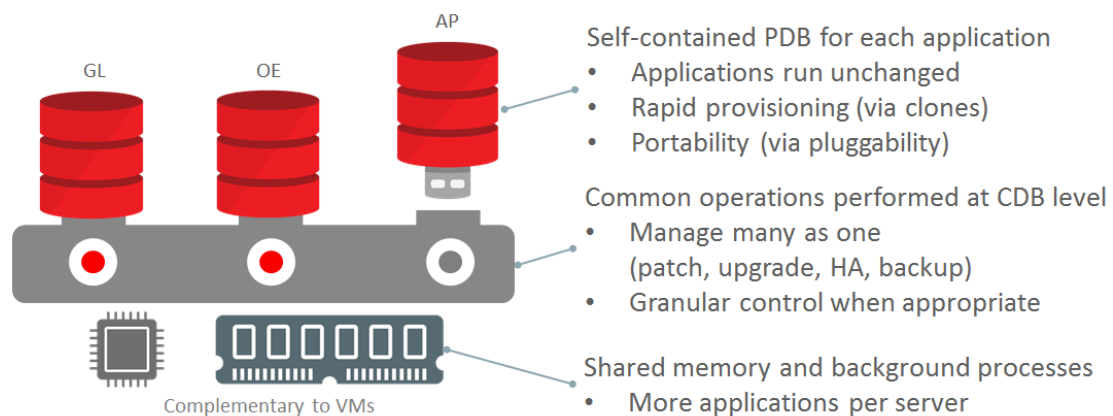 AP
GL
OE
Self-contained PDB for each application
• Applications run unchanged
• Rapid provisioning (via clones)
• Portability (via pluggability)
Common operations performed at CDB level
• Manage many as one
(patch, upgrade, HA, backup)
• Granular control when appropriate
Shared memory and background processes
• More applications per server
Complementary to VMs